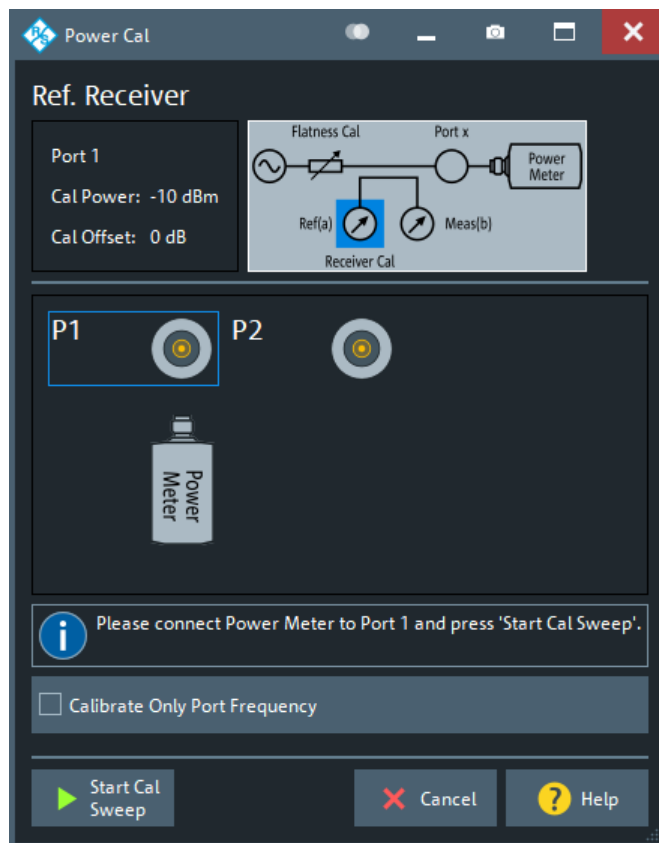 R S
Power Cal
Ref. Receiver
Port 1
Cal Power: -10 dBm
Cal Offset: 0 dB
Flatness Cal
Port x
Power
Meter
Ref(a)
Meas(b)
Receiver Cal
P1
P2
Power
Meter
Please connect Power Meter to Port 1 and press 'Start Cal Sweep'.
Calibrate Only Port Frequency
Start Cal
Sweep
Cancel
Help